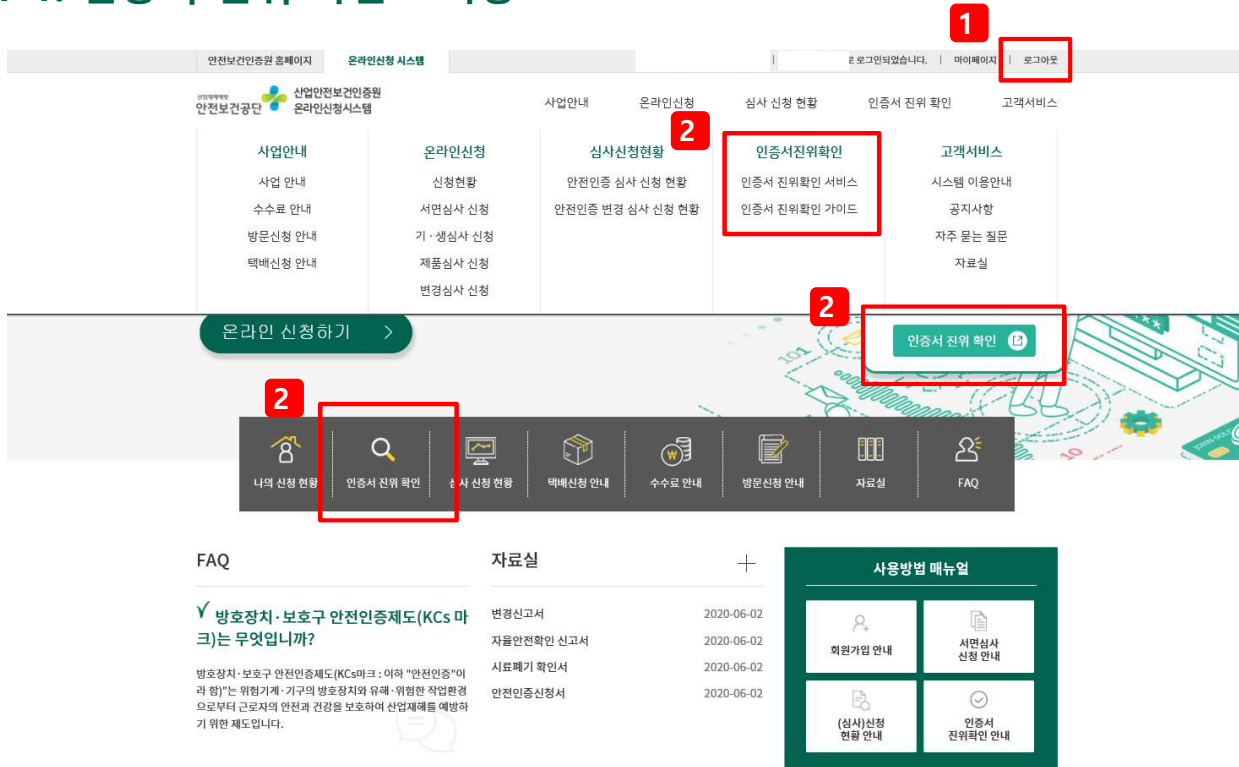 1
안전보건인증원 홈페이지 온라인신청 시스템 | 로 로그인되었습니다. | 마이페이지 | 로그아웃
산업재해예방
안전보건공단
산업안전보건인증원
온라인신청시스템
사업안내 온라인신청 심사 신청 현황 인증서 진위 확인 고객서비스
2
사업안내 온라인신청 심사신청현황 인증서진위확인 고객서비스
사업 안내 신청현황 안전인증 심사 신청 현황 인증서 진위확인 서비스 시스템 이용안내
수수료 안내 서면심사 신청 안전인증 변경 심사 신청 현황 인증서 진위확인 가이드 공지사항
방문신청 안내 기·생심사 신청 자주 묻는 질문
택배신청 안내 제품심사 신청 자료실
변경심사 신청
2
온라인 신청하기 >
인증서 진위 확인
101
2
나의 신청 현황 인증서 진위 확인 심사 신청 현황 택배신청 안내 수수료 안내 방문신청 안내 자료실 FAQ
FAQ
방호장치·보호구 안전인증제도(KCs 마
크)는 무엇입니까?
방호장치·보호구 안전인증제도(KCs마크 : 이하 "안전인증"이
라 함)"는 위험기계·기구의 방호장치와 유해·위험한 작업환경
으로부터 근로자의 안전과 건강을 보호하여 산업재해를 예방하
기 위한 제도입니다.
자료실 +
변경신고서 2020-06-02
자율안전확인 신고서 2020-06-02
시료폐기 확인서 2020-06-02
안전인증신청서 2020-06-02
사용방법 매뉴얼
회원가입 안내
서면심사
신청 안내
(심사)신청
현황 안내
인증서
진위확인 안내